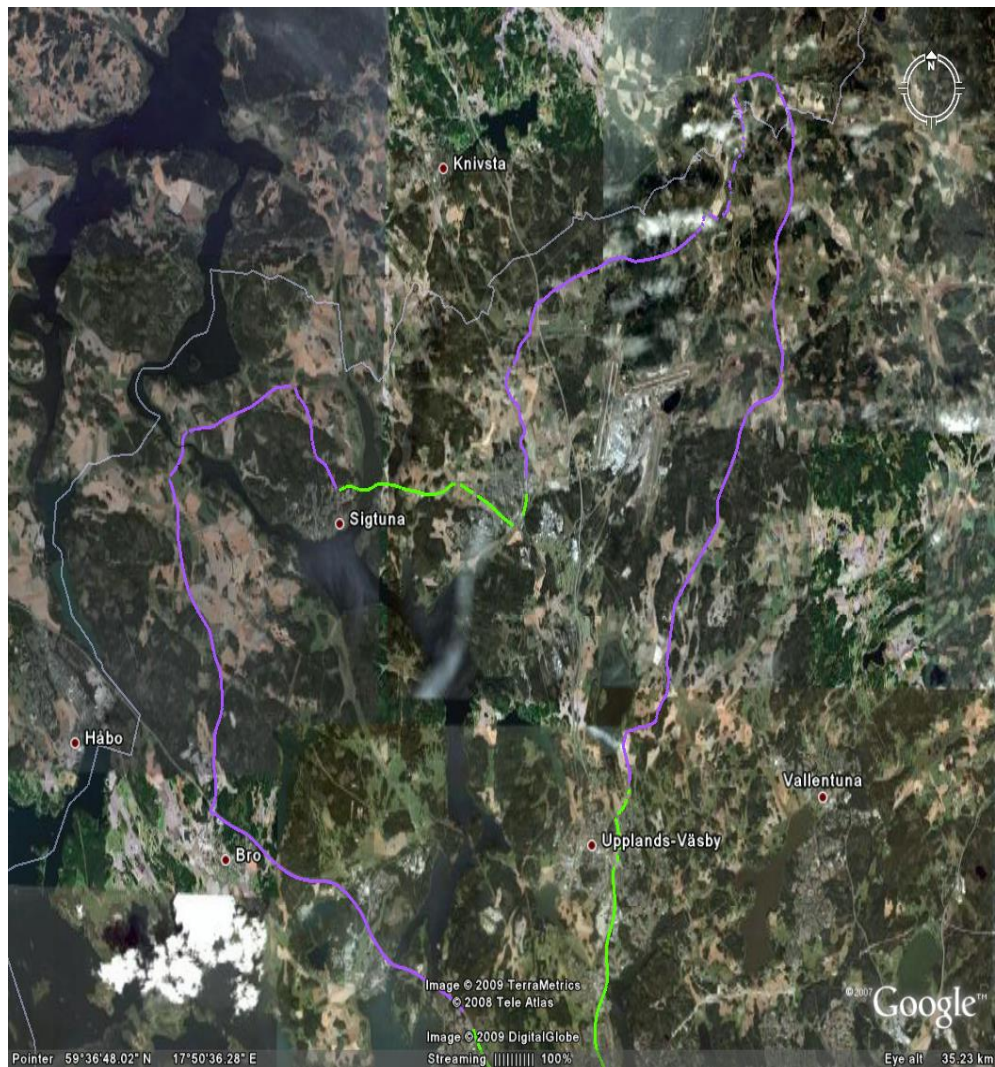 N
Knivsta
Sigtuna
Håbo
Vallentuna
Upplands-Väsby
Bro
Image © 2009 TerraMetrics
© 2008 Tele Atlas
©2007 Google™
Image © 2009 DigitalGlobe
Pointer 59°36'48.02" N 17°50'36.28" E Streaming |||||||||| 100% Eye alt 35.23 km